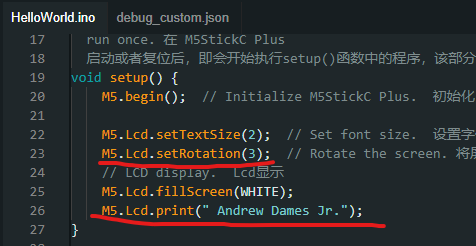 HelloWorld.ino debug_custom.json
17 run once. 在 M5StickC Plus
18 启动或者复位后，即会开始执行setup()函数中的程序，该部分
19 void setup() {
20 M5.begin(); // Initialize M5StickC Plus. 初始化
21
22 M5.Lcd.setTextSize(2); // Set font size. 设置字
23 M5.Lcd.setRotation(3); // Rotate the screen. 将屏
24 // LCD display. Lcd显示
25 M5.Lcd.fillScreen(WHITE);
26 M5.Lcd.print(" Andrew Dames Jr.");
27 }